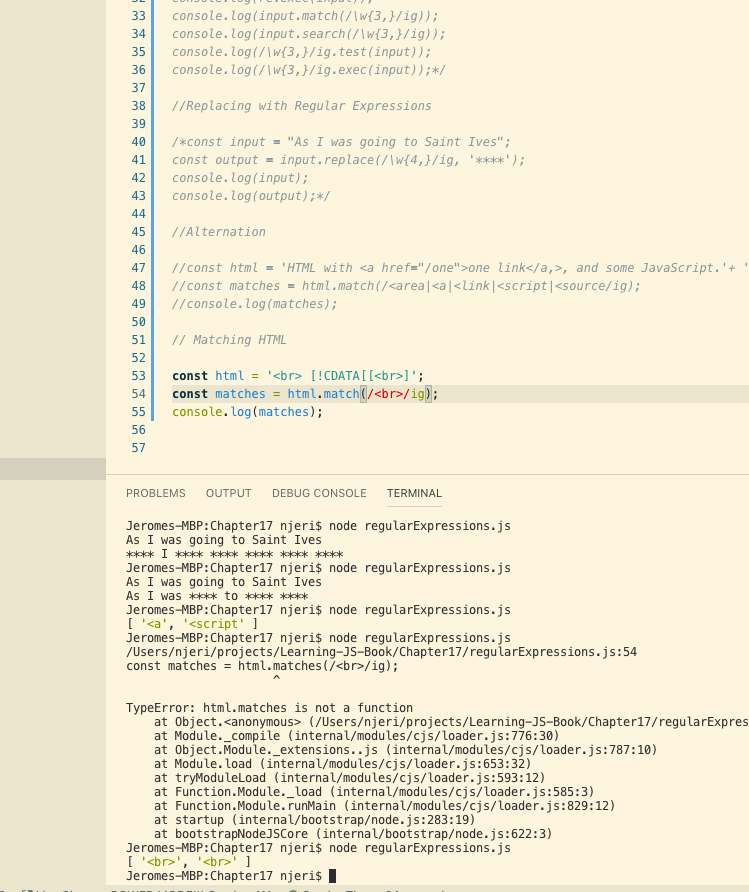 33 console.log(input.match(/\w{3,}/ig));
34 console.log(input.search(/\w{3,}/ig));
35 console.log(/\w{3,}/ig.test(input));
36 console.log(/\w{3,}/ig.exec(input));*/
37
38 //Replacing with Regular Expressions
39
40 /*const input = "As I was going to Saint Ives";
41 const output = input.replace(/\w{4,}/ig, '****');
42 console.log(input);
43 console.log(output);*/
44
45 //Alternation
46
47 //const html = 'HTML with <a href="/one">one link</a,>, and some JavaScript.'+ '
48 //const matches = html.match(/<area|<a|<link|<script|<source/ig);
49 //console.log(matches);
50
51 // Matching HTML
52
53 const html = '<br> [!CDATA[[<br>]';
54 const matches = html.match(/<br>/ig);
55 console.log(matches);
56
57
PROBLEMS OUTPUT DEBUG CONSOLE TERMINAL
Jeromes-MBP:Chapter17 njeri$ node regularExpressions.js
As I was going to Saint Ives
**** I **** **** **** **** ****
Jeromes-MBP:Chapter17 njeri$ node regularExpressions.js
As I was going to Saint Ives
As I was **** to **** ****
Jeromes-MBP:Chapter17 njeri$ node regularExpressions.js
[ '<a', '<script' ]
Jeromes-MBP:Chapter17 njeri$ node regularExpressions.js
/Users/njeri/projects/Learning-JS-Book/Chapter17/regularExpressions.js:54
const matches = html.matches(/<br>/ig);
^
TypeError: html.matches is not a function
at Object.<anonymous> (/Users/njeri/projects/Learning-JS-Book/Chapter17/regularExpres
at Module._compile (internal/modules/cjs/loader.js:776:30)
at Object.Module._extensions..js (internal/modules/cjs/loader.js:787:10)
at Module.load (internal/modules/cjs/loader.js:653:32)
at tryModuleLoad (internal/modules/cjs/loader.js:593:12)
at Function.Module._load (internal/modules/cjs/loader.js:585:3)
at Function.Module.runMain (internal/modules/cjs/loader.js:829:12)
at startup (internal/bootstrap/node.js:283:19)
at bootstrapNodeJSCore (internal/bootstrap/node.js:622:3)
Jeromes-MBP:Chapter17 njeri$ node regularExpressions.js
[ '<br>', '<br>' ]
Jeromes-MBP:Chapter17 njeri$